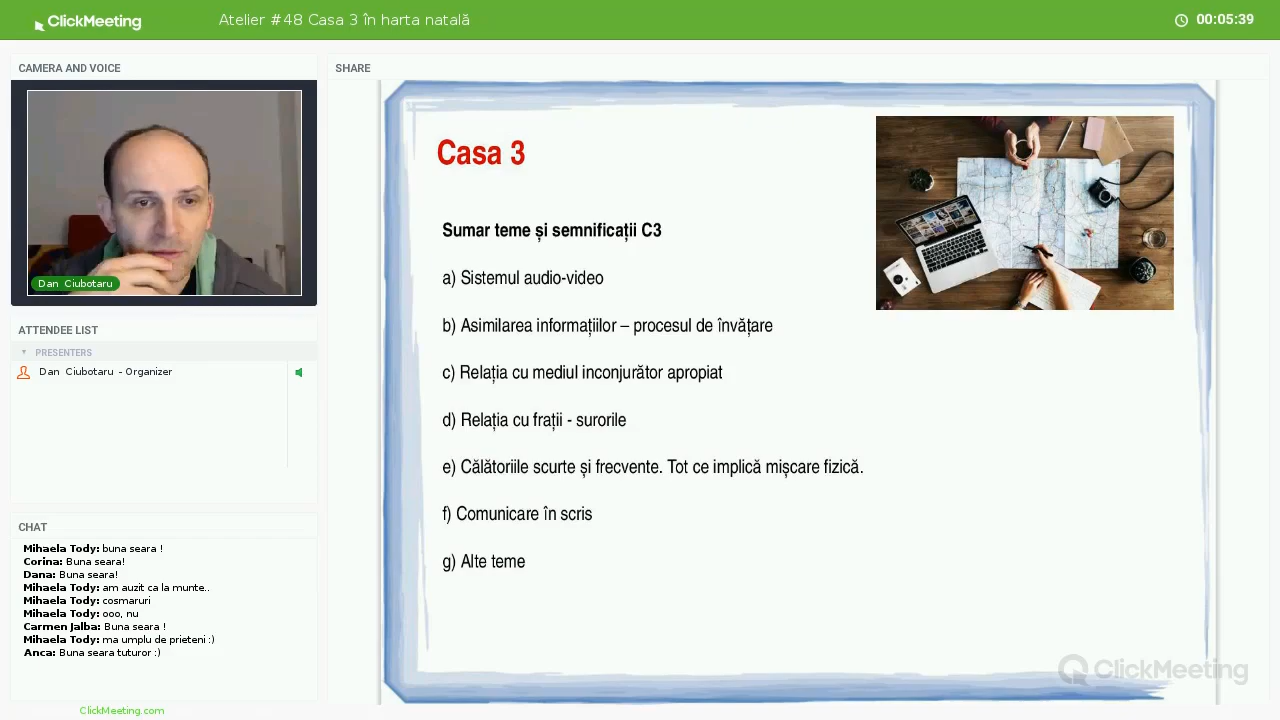 ClickMeeting
Atelier #48 Casa 3 în harta natală
00:05:39
CAMERA AND VOICE
Dan Ciubotaru
ATTENDEE LIST
PRESENTERS
Dan Ciubotaru - Organizer
CHAT
Mihaela Tody: buna seara !
Corina: Buna seara!
Dana: Buna seara!
Mihaela Tody: am auzit ca la munte..
Mihaela Tody: cosmaruri
Mihaela Tody: ooo, nu
Carmen Jalba: Buna seara !
Mihaela Tody: ma umplu de prieteni :)
Anca: Buna seara tuturor :)
ClickMeeting.com
SHARE
Casa 3
Sumar teme și semnificații C3
a) Sistemul audio-video
b) Asimilarea informațiilor – procesul de învățare
c) Relația cu mediul inconjurător apropiat
d) Relația cu frații - surorile
e) Călătoriile scurte și frecvente. Tot ce implică mișcare fizică.
f) Comunicare în scris
g) Alte teme
ClickMeeting